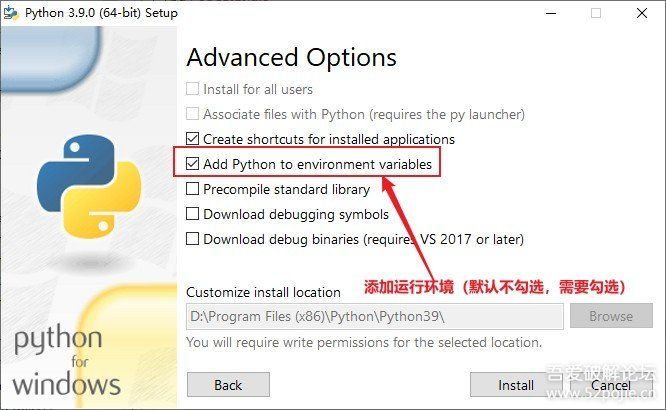 Python 3.9.0 (64-bit) Setup
Advanced Options
Install for all users
Associate files with Python (requires the py launcher)
Create shortcuts for installed applications
Add Python to environment variables
Precompile standard library
Download debugging symbols
Download debug binaries (requires VS 2017 or later)
添加运行环境（默认不勾选，需要勾选）
Customize install location
D:\Program Files (x86)\Python\Python39\
Browse
You will require write permissions for the selected location.
python
for
windows
Back
Install
Cancel
吾爱破解论坛
www.52pojie.cn